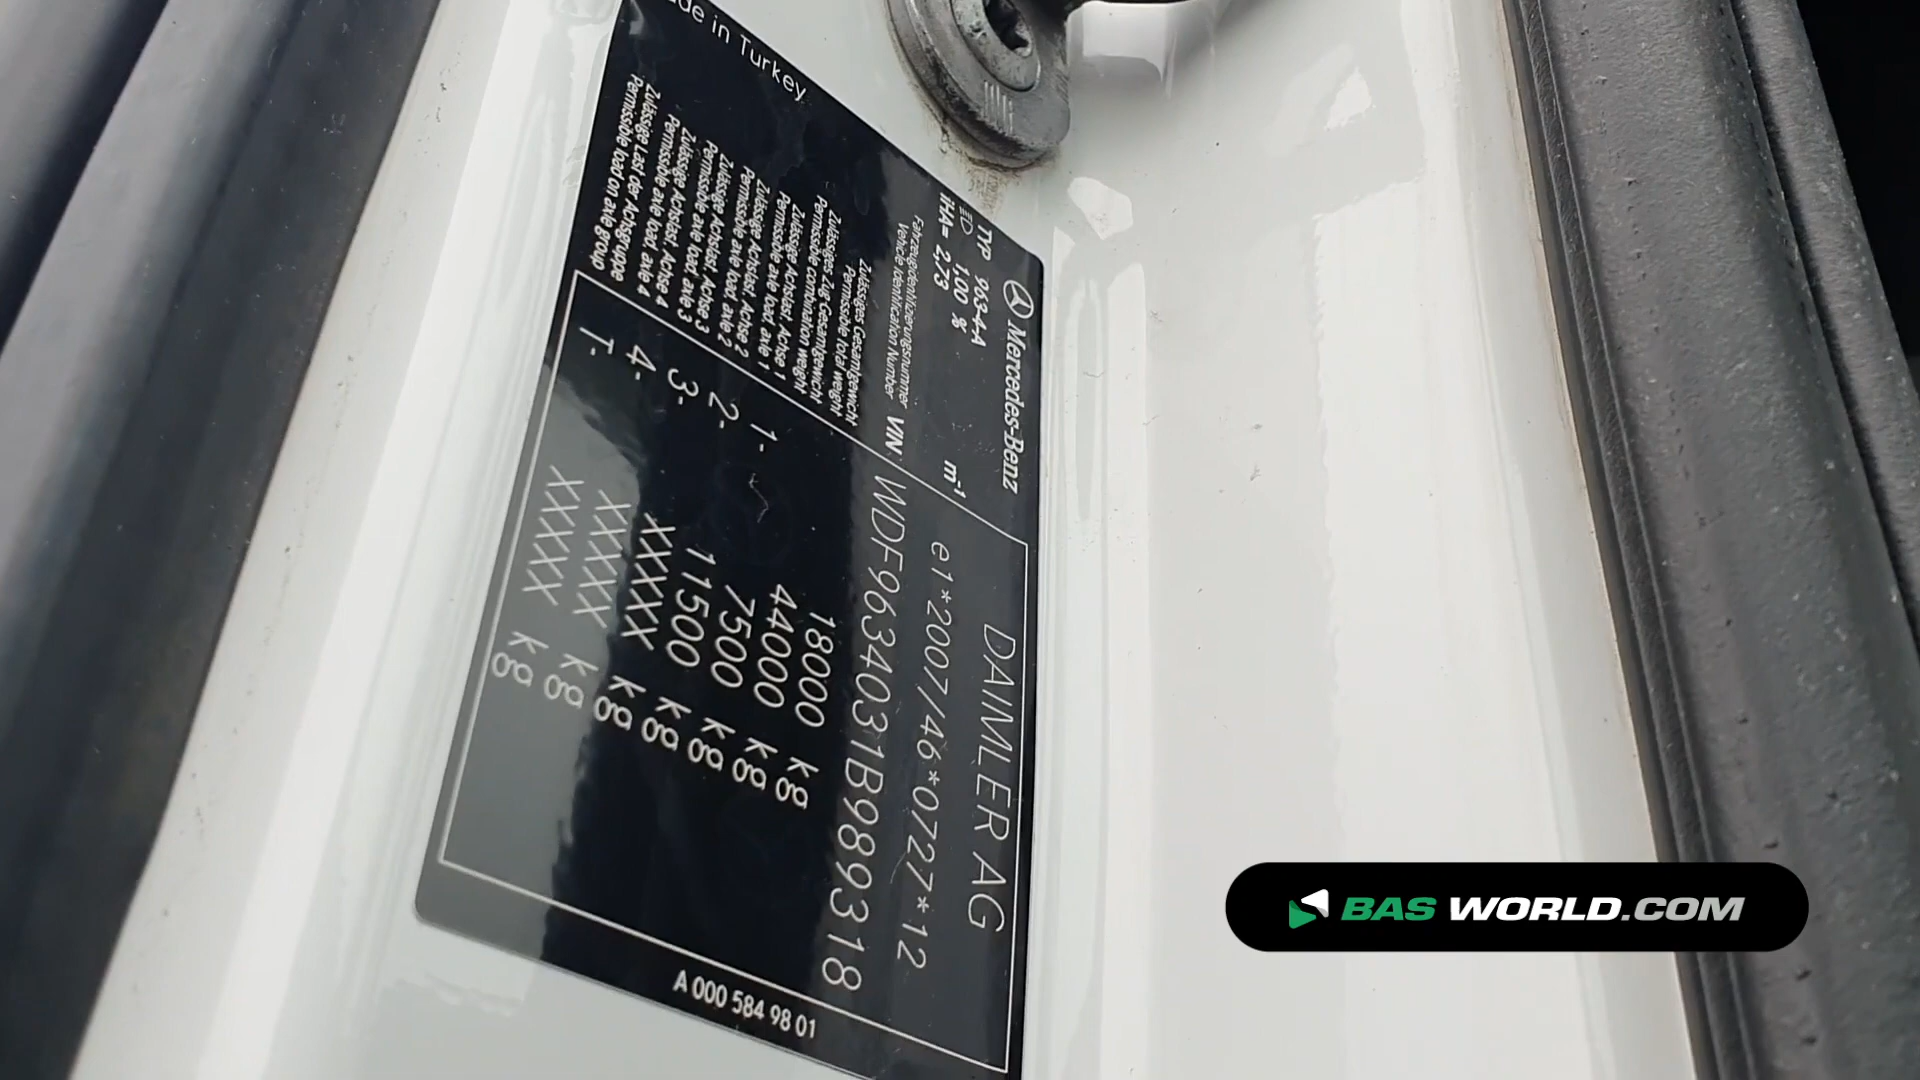 Mercedes-Benz
DAIMLER AG
TYP 963-4-A
1,00 % m-1
e1*2007/46*0727*12
iHA= 2,73
Fahrzeugidentifizierungsnummer
Vehicle Identification Number
VIN: WDF9634031B9889318
Zulässiges Gesamtgewicht
Permissible total weight
18000 kg
Zulässiges Zug-Gesamtgewicht
Permissible combination weight
44000 kg
Zulässige Achslast, Achse 1
Permissible axle load, axle 1
1- 7500 kg
Zulässige Achslast, Achse 2
Permissible axle load, axle 2
2- 11500 kg
Zulässige Achslast, Achse 3
Permissible axle load, axle 3
3- XXXXX kg
Zulässige Achslast, Achse 4
Permissible axle load, axle 4
4- XXXXX kg
Zulässige Last der Achsgruppe
Permissible load on axle group
T- XXXXX kg
in Turkey
A 000 584 98 01
BAS WORLD.COM